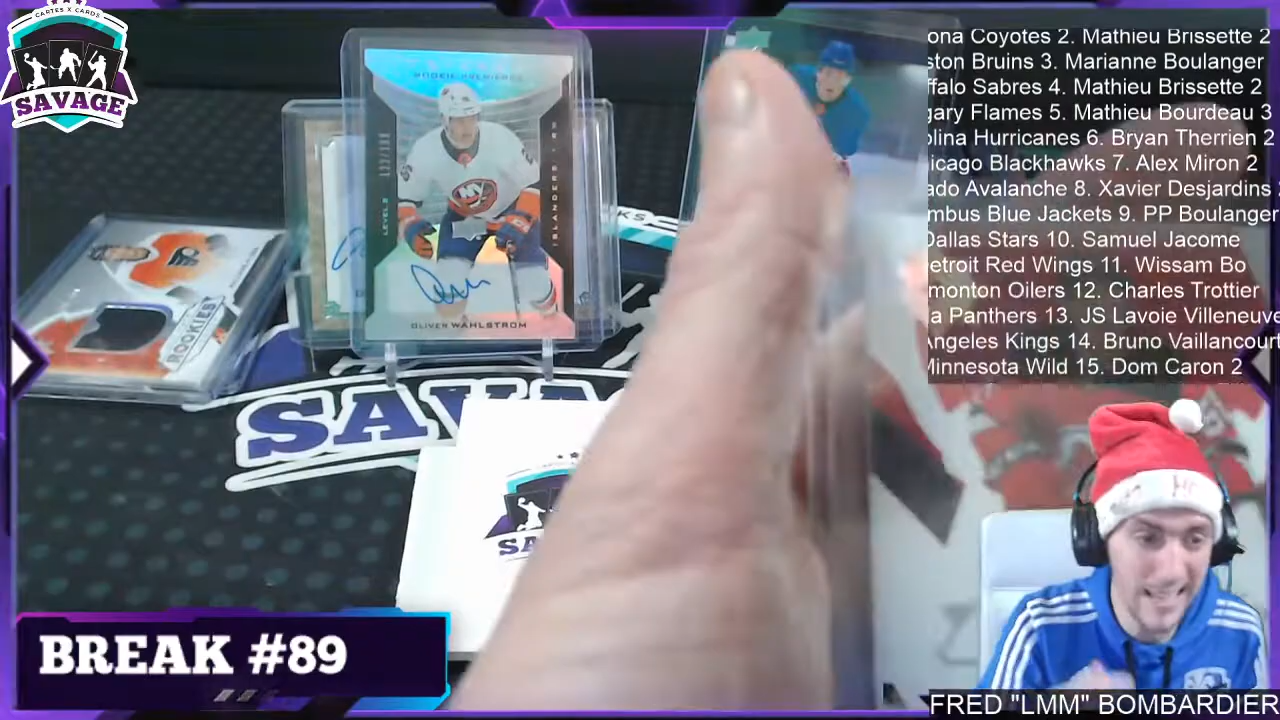 CARTES X CARDS
SAVAGE
ROOKIE PREMIERES
LEVELS
ISLANDERS
OLIVER WAHLSTROM
ROOKIES
SAVA
BREAK #89
ona Coyotes 2. Mathieu Brissette 2
ston Bruins 3. Marianne Boulanger
ffalo Sabres 4. Mathieu Brissette 2
gary Flames 5. Mathieu Bourdeau 3
olina Hurricanes 6. Bryan Therrien 2
icago Blackhawks 7. Alex Miron 2
ado Avalanche 8. Xavier Desjardins
mbus Blue Jackets 9. PP Boulanger
Dallas Stars 10. Samuel Jacome
etroit Red Wings 11. Wissam Bo
monton Oilers 12. Charles Trottier
a Panthers 13. JS Lavoie Villeneuve
Angeles Kings 14. Bruno Vaillancourt
Minnesota Wild 15. Dom Caron 2
FRED "LMM" BOMBARDIER